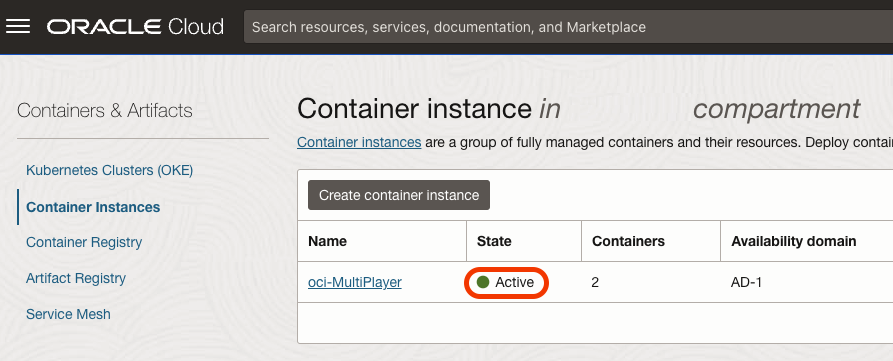 ORACLE Cloud
Search resources, services, documentation, and Marketplace
Containers & Artifacts
Kubernetes Clusters (OKE)
Container Instances
Container Registry
Artifact Registry
Service Mesh
Container instance in compartment
Container instances are a group of fully managed containers and their resources. Deploy contain
Create container instance
Name State Containers Availability domain
oci-MultiPlayer Active 2 AD-1